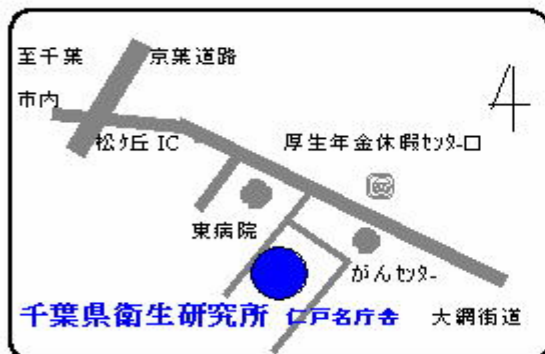 至千葉
市内
京葉道路
松ケ丘 IC
厚生年金休暇ｾﾝﾀｰ口
東病院
がんｾﾝﾀｰ
千葉県衛生研究所 仁戸名庁舎
大網街道